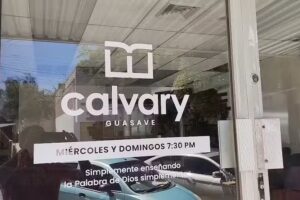 calvary
GUASAVE
MIÉRCOLES Y DOMINGOS 7:30 PM
Simplemente enseñando
la Palabra de Dios simplemente